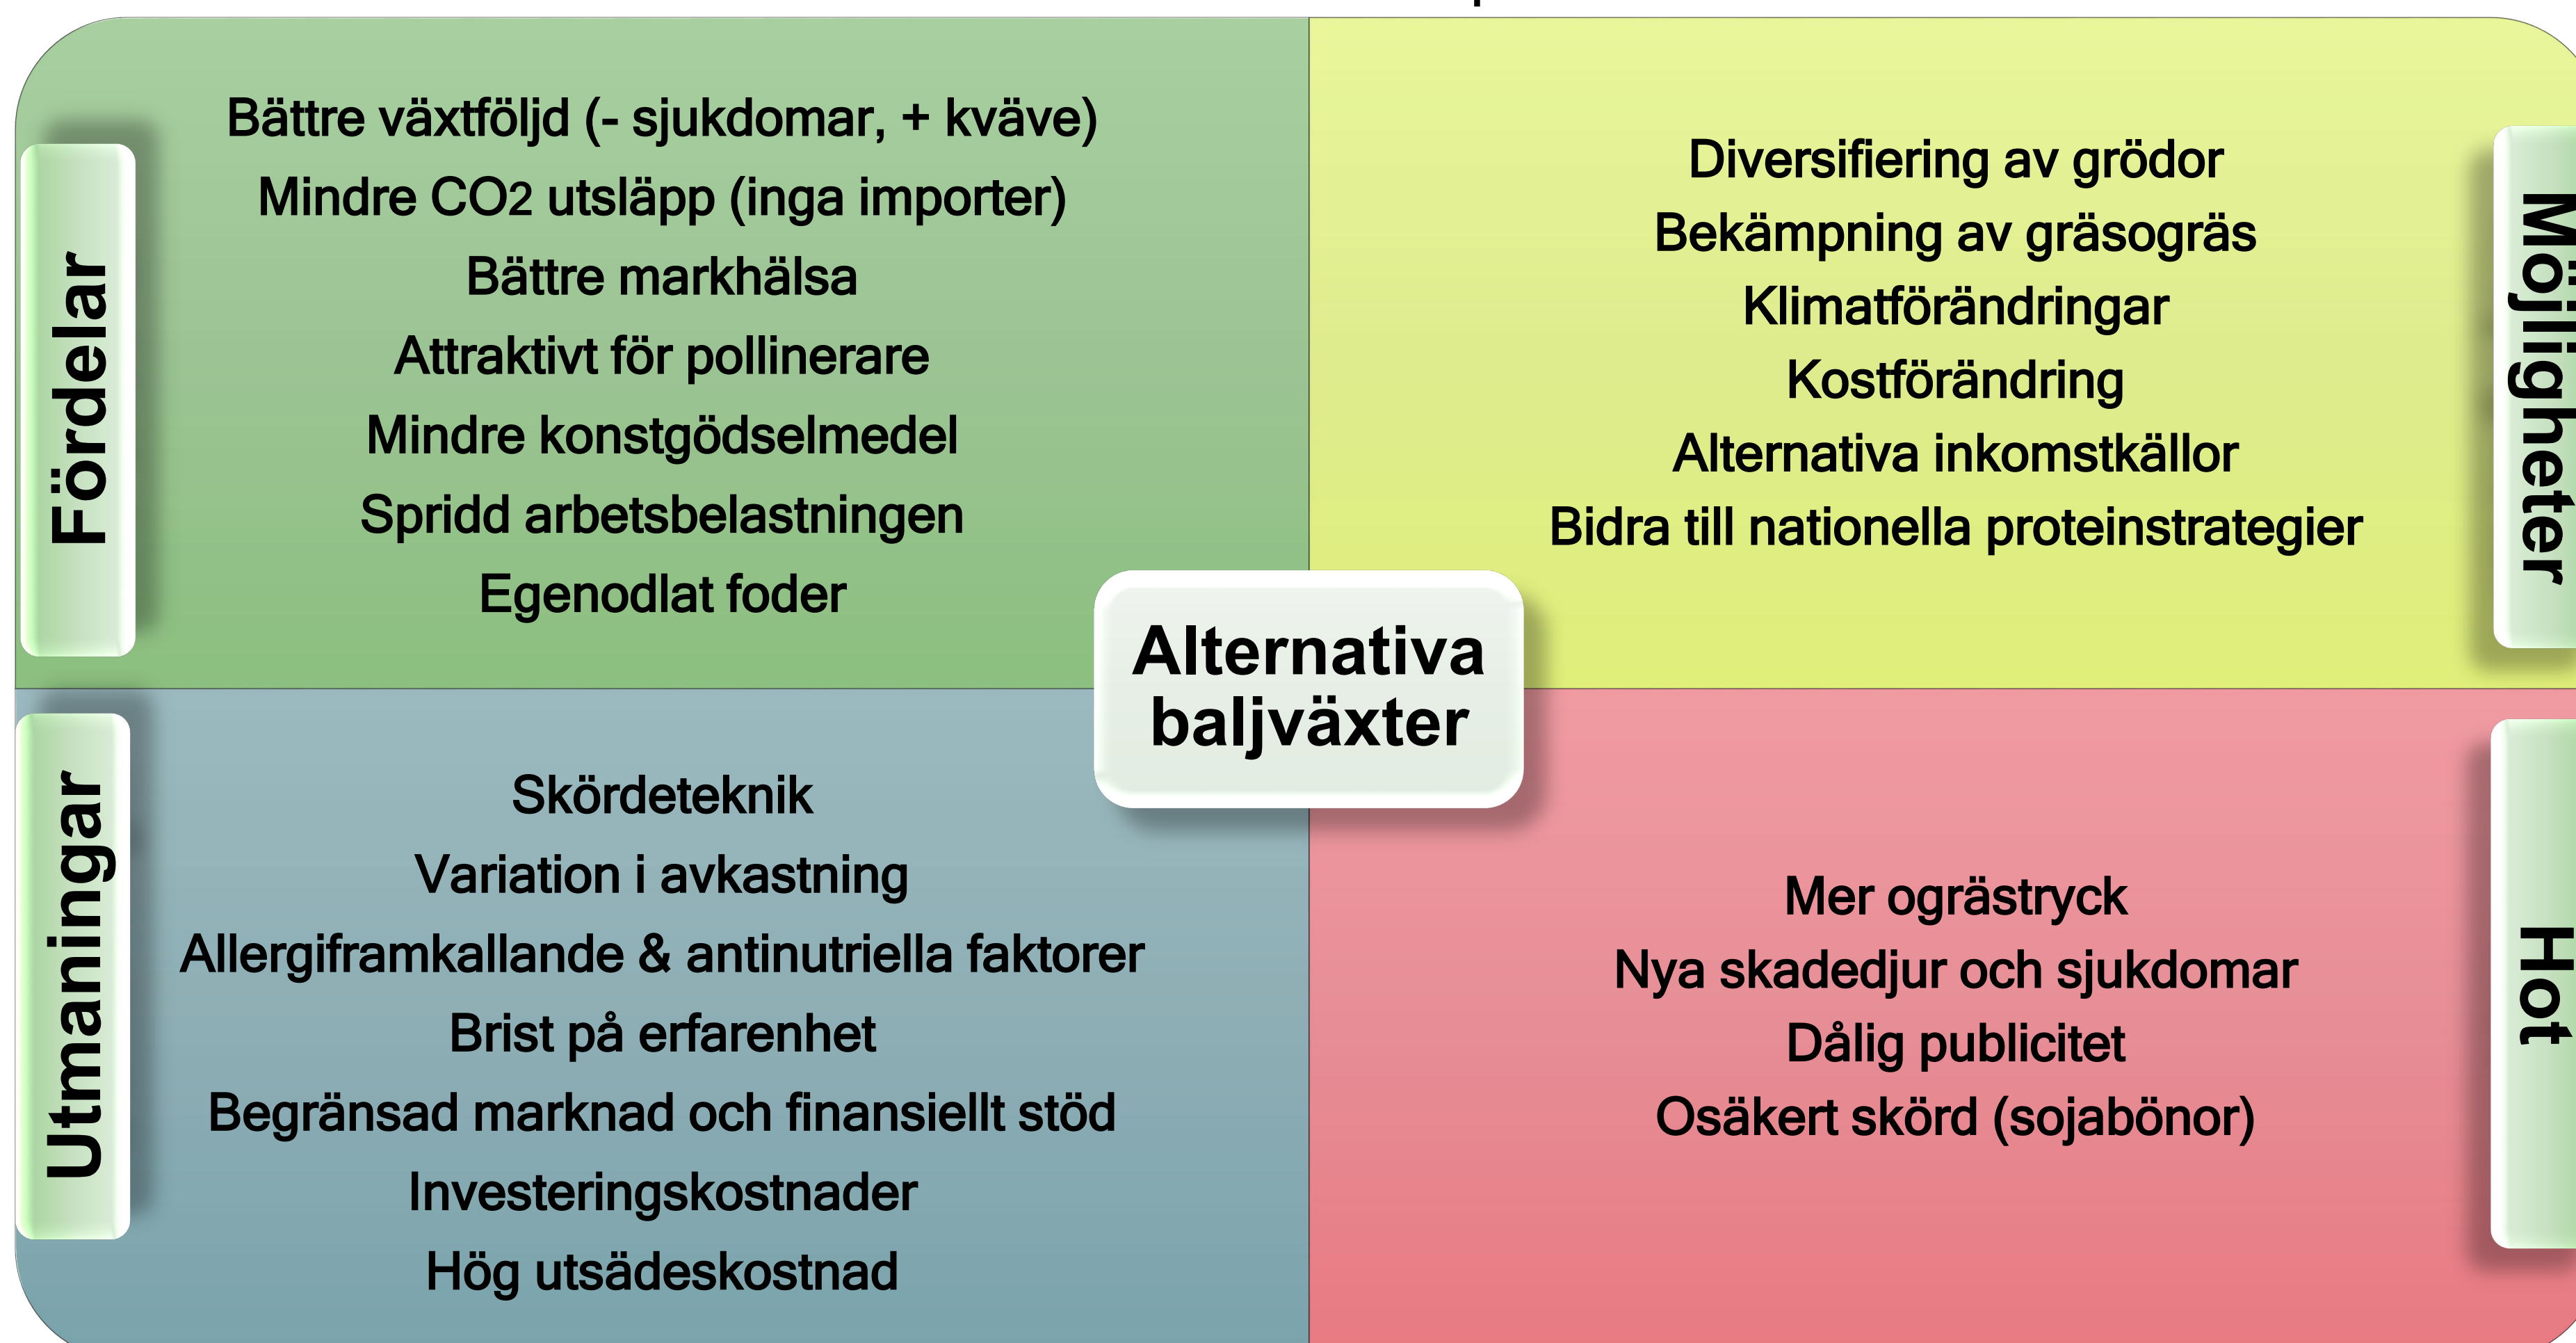 Fördelar
Bättre växtföljd (- sjukdomar, + kväve)
Mindre CO2 utsläpp (inga importer)
Bättre markhälsa
Attraktivt för pollinerare
Mindre konstgödselmedel
Spridd arbetsbelastningen
Egenodlat foder
Möjligheter
Diversifiering av grödor
Bekämpning av gräsogräs
Klimatförändringar
Kostförändring
Alternativa inkomstkällor
Bidra till nationella proteinstrategier
Alternativa
baljväxter
Utmaningar
Skördeteknik
Variation i avkastning
Allergiframkallande & antinutriella faktorer
Brist på erfarenhet
Begränsad marknad och finansiellt stöd
Investeringskostnader
Hög utsädeskostnad
Hot
Mer ogrästryck
Nya skadedjur och sjukdomar
Dålig publicitet
Osäkert skörd (sojabönor)